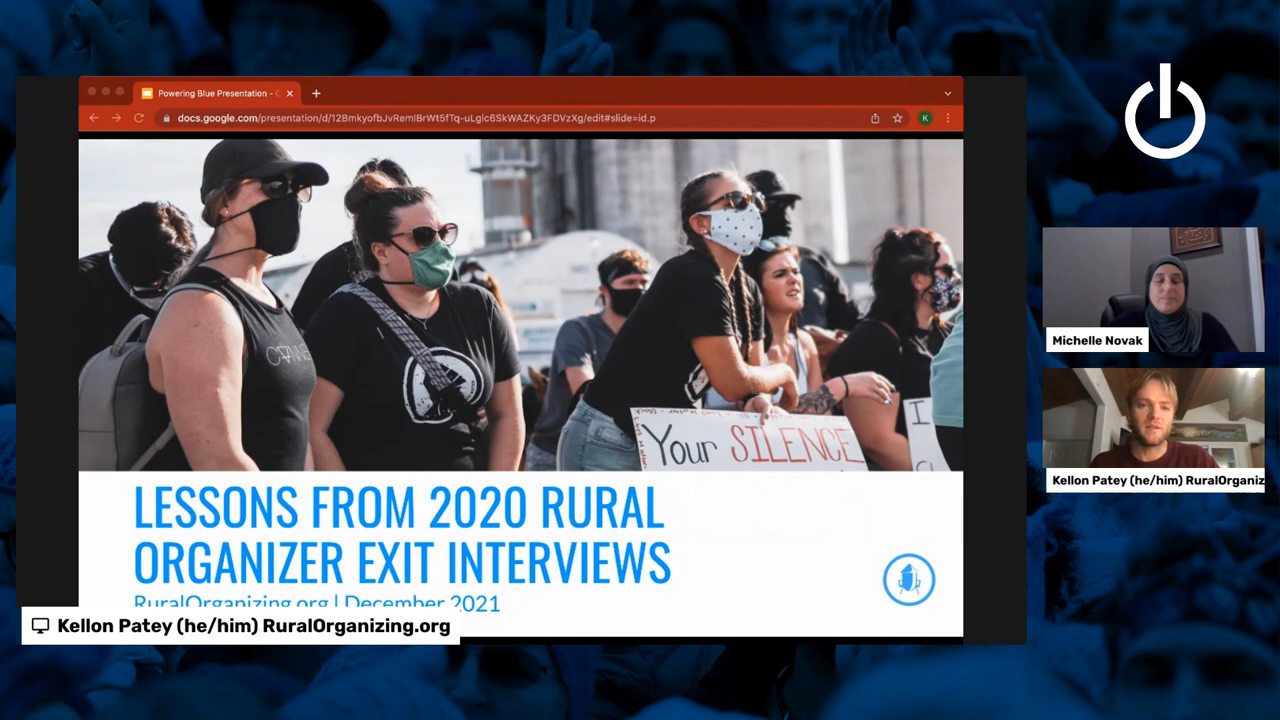 Powering Blue Presentation - G
docs.google.com/presentation/d/12BmkyofbJvRemIBrWt5fTq-uLglc6SkWAZKy3FDVzXg/edit#slide=id.p
K
Your SILENCE
I
LESSONS FROM 2020 RURAL
ORGANIZER EXIT INTERVIEWS
RuralOrganizing.org | December 2021
Kellon Patey (he/him) RuralOrganizing.org
Michelle Novak
Kellon Patey (he/him) RuralOrganiz